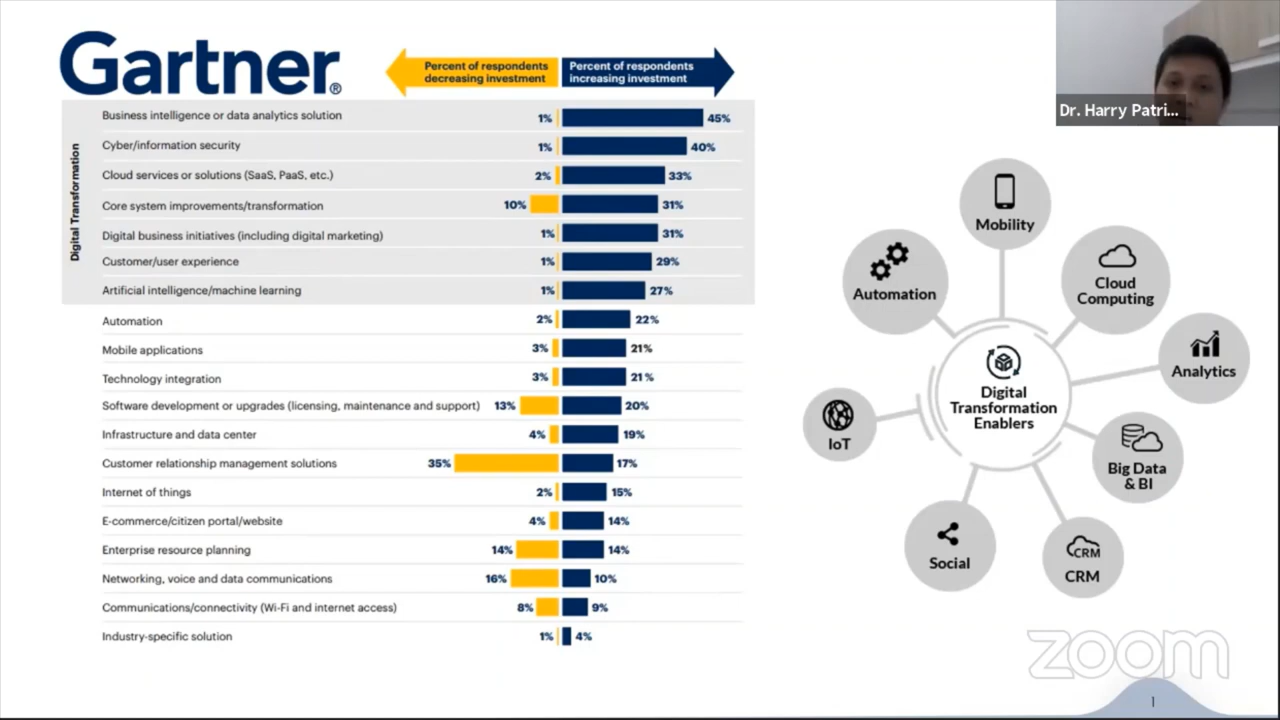 Gartner®
Percent of respondents
decreasing investment
Percent of respondents
increasing investment
Digital Transformation
Business intelligence or data analytics solution 1% 45%
Cyber/information security 1% 40%
Cloud services or solutions (SaaS, PaaS, etc.) 2% 33%
Core system improvements/transformation 10% 31%
Digital business initiatives (including digital marketing) 1% 31%
Customer/user experience 1% 29%
Artificial intelligence/machine learning 1% 27%
Automation 2% 22%
Mobile applications 3% 21%
Technology integration 3% 21%
Software development or upgrades (licensing, maintenance and support) 13% 20%
Infrastructure and data center 4% 19%
Customer relationship management solutions 35% 17%
Internet of things 2% 15%
E-commerce/citizen portal/website 4% 14%
Enterprise resource planning 14% 14%
Networking, voice and data communications 16% 10%
Communications/connectivity (Wi-Fi and internet access) 8% 9%
Industry-specific solution 1% 4%
Dr. Harry Patri...
Mobility
Automation
Cloud
Computing
Analytics
Digital
Transformation
Enablers
IoT
Big Data
& BI
Social
CRM
CRM
zoom
1